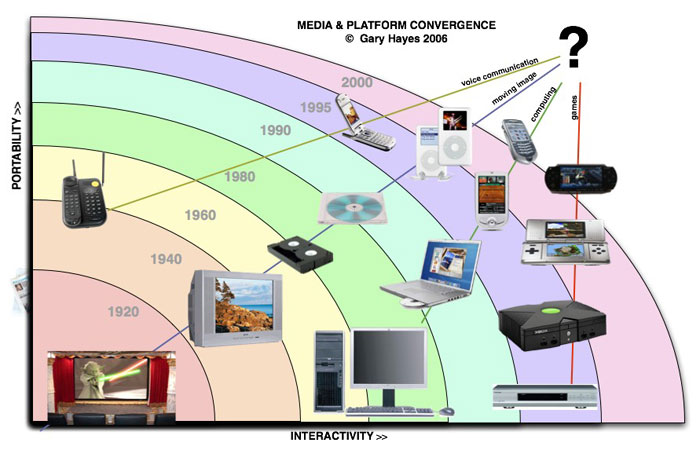 MEDIA & PLATFORM CONVERGENCE
© Gary Hayes 2006
?
voice communication
moving image
computing
games
2000
1995
1990
1980
1960
1940
1920
PORTABILITY >>
INTERACTIVITY >>